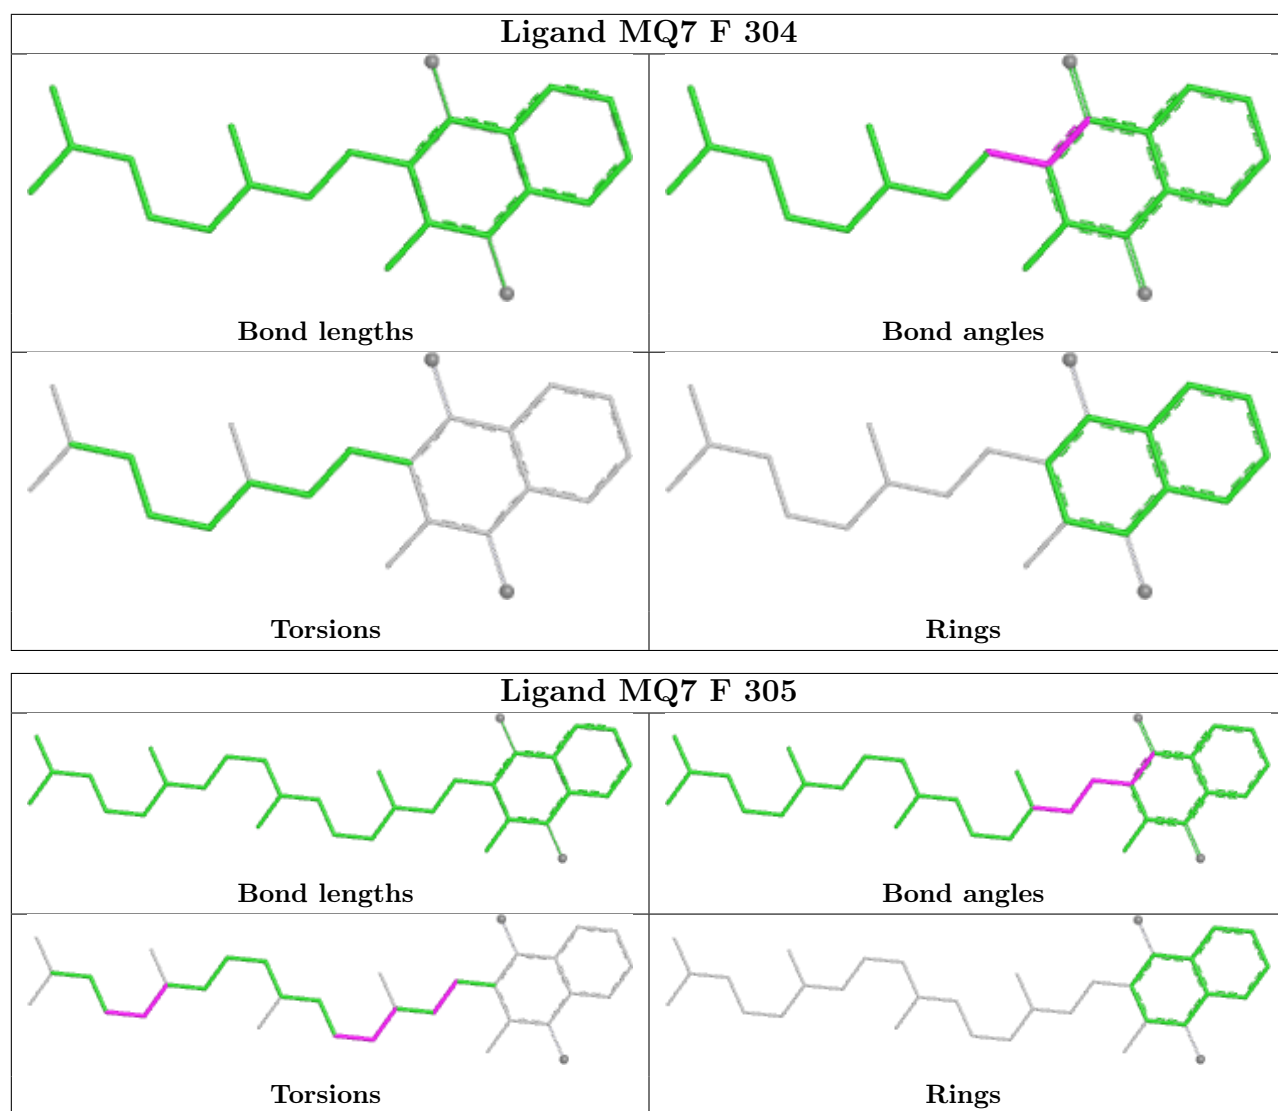 Ligand MQ7 F 304
Bond lengths
Bond angles
Torsions
Rings
Ligand MQ7 F 305
Bond lengths
Bond angles
Torsions
Rings